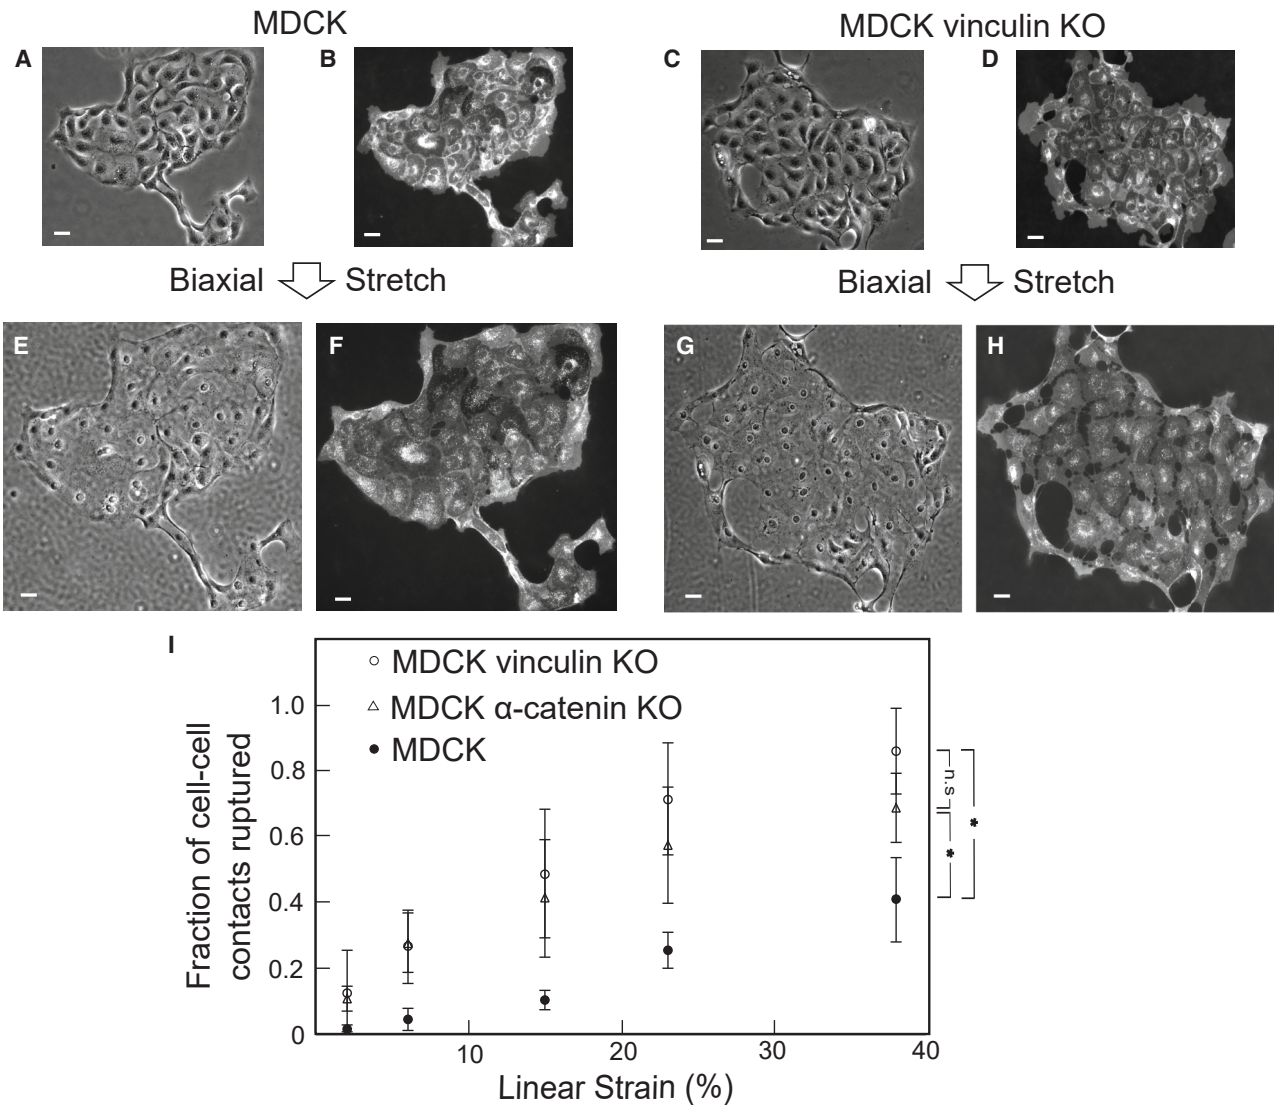 MDCK
MDCK vinculin KO
A
B
C
D
Biaxial Stretch
Biaxial Stretch
E
F
G
H
I
MDCK vinculin KO
MDCK α-catenin KO
MDCK
Fraction of cell-cell
contacts ruptured
1.0
0.8
0.6
0.4
0.2
0
10
20
30
40
Linear Strain (%)
n.s
*
*